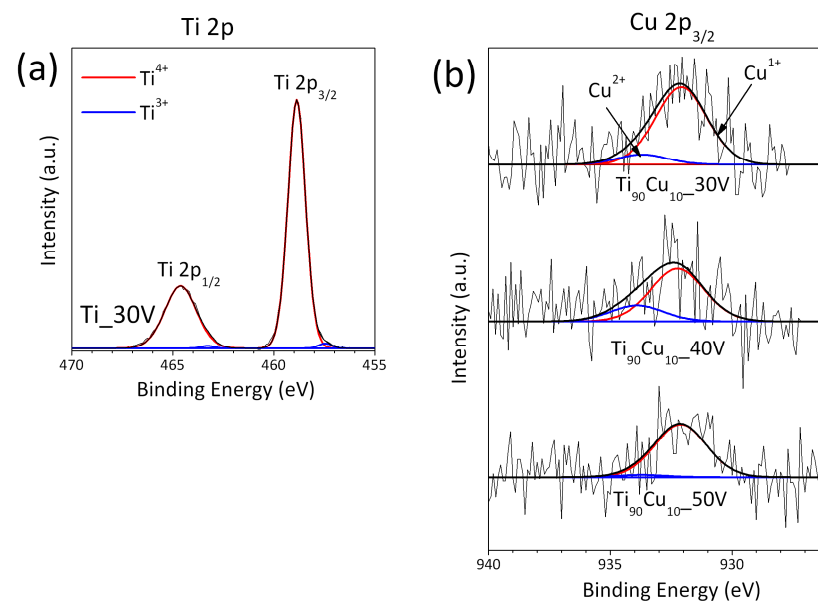 Ti 2p
(a)
Ti⁴⁺
Ti³⁺
Ti 2p₃/₂
Ti 2p₁/₂
Ti_30V
Intensity (a.u.)
470 465 460 455
Binding Energy (eV)
Cu 2p₃/₂
(b)
Cu²⁺
Cu¹⁺
Ti₉₀Cu₁₀_30V
Ti₉₀Cu₁₀_40V
Ti₉₀Cu₁₀_50V
Intensity (a.u.)
940 935 930
Binding Energy (eV)